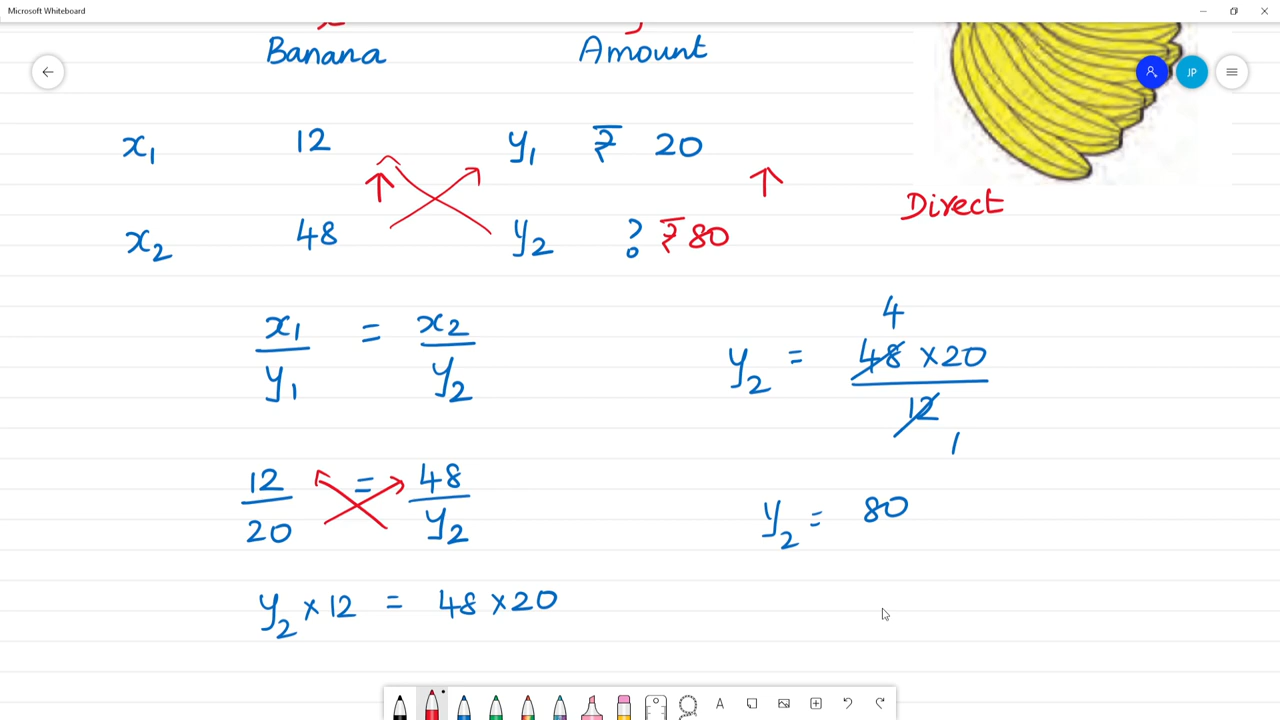 Microsoft Whiteboard
Banana Amount
JP
x₁ 12 y₁ ₹ 20
Direct
x₂ 48 y₂ ? ₹80
x₁/y₁ = x₂/y₂
4
y₂ = 48 × 20 / 12
1
12/20 = 48/y₂
y₂ = 80
y₂ × 12 = 48 × 20
A